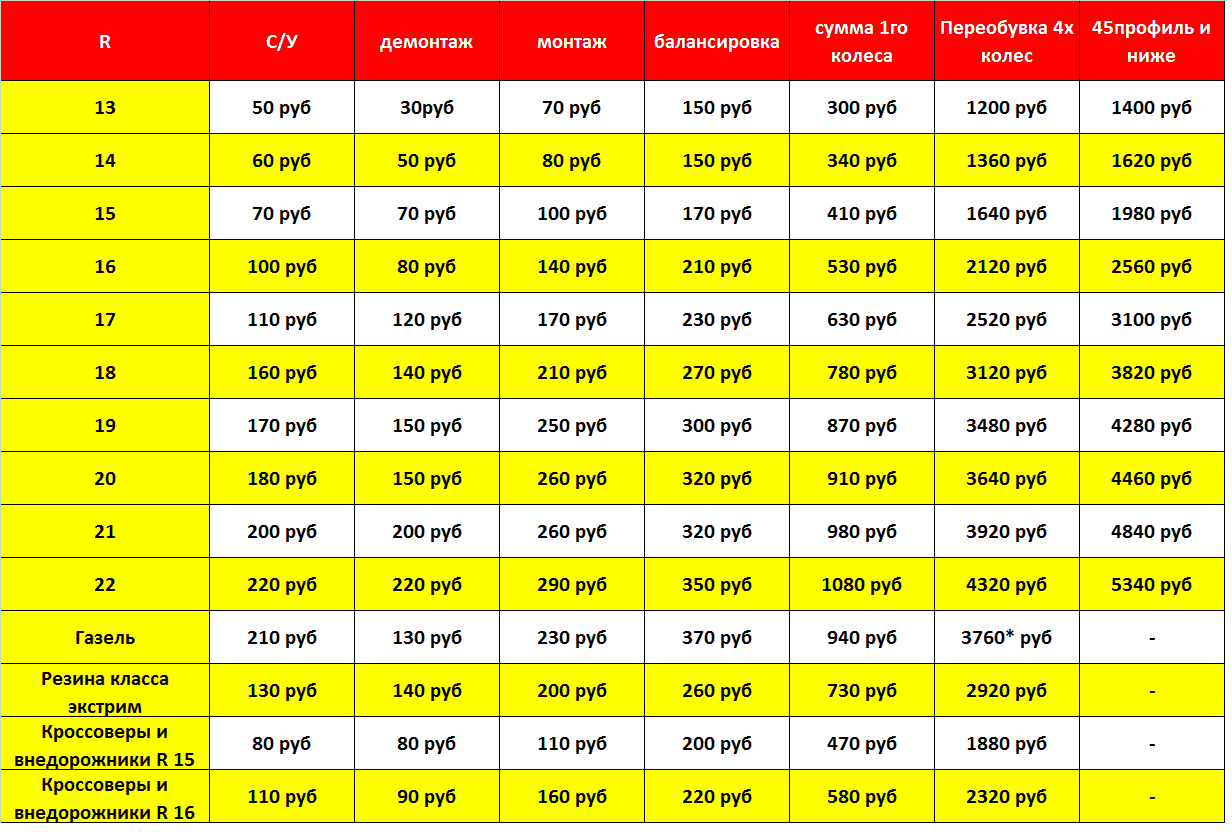 R С/У демонтаж монтаж балансировка сумма 1го колеса Переобувка 4х колес 45профиль и ниже
13 50 руб 30руб 70 руб 150 руб 300 руб 1200 руб 1400 руб
14 60 руб 50 руб 80 руб 150 руб 340 руб 1360 руб 1620 руб
15 70 руб 70 руб 100 руб 170 руб 410 руб 1640 руб 1980 руб
16 100 руб 80 руб 140 руб 210 руб 530 руб 2120 руб 2560 руб
17 110 руб 120 руб 170 руб 230 руб 630 руб 2520 руб 3100 руб
18 160 руб 140 руб 210 руб 270 руб 780 руб 3120 руб 3820 руб
19 170 руб 150 руб 250 руб 300 руб 870 руб 3480 руб 4280 руб
20 180 руб 150 руб 260 руб 320 руб 910 руб 3640 руб 4460 руб
21 200 руб 200 руб 260 руб 320 руб 980 руб 3920 руб 4840 руб
22 220 руб 220 руб 290 руб 350 руб 1080 руб 4320 руб 5340 руб
Газель 210 руб 130 руб 230 руб 370 руб 940 руб 3760* руб -
Резина класса экстрим 130 руб 140 руб 200 руб 260 руб 730 руб 2920 руб -
Кроссоверы и внедорожники R 15 80 руб 80 руб 110 руб 200 руб 470 руб 1880 руб -
Кроссоверы и внедорожники R 16 110 руб 90 руб 160 руб 220 руб 580 руб 2320 руб -